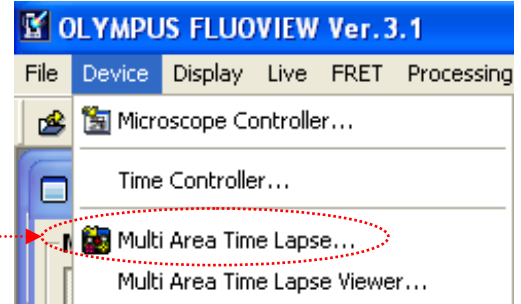 OLYMPUS FLUOVIEW Ver.3.1
File Device Display Live FRET Processing
Microscope Controller...
Time Controller...
Multi Area Time Lapse...
Multi Area Time Lapse Viewer...